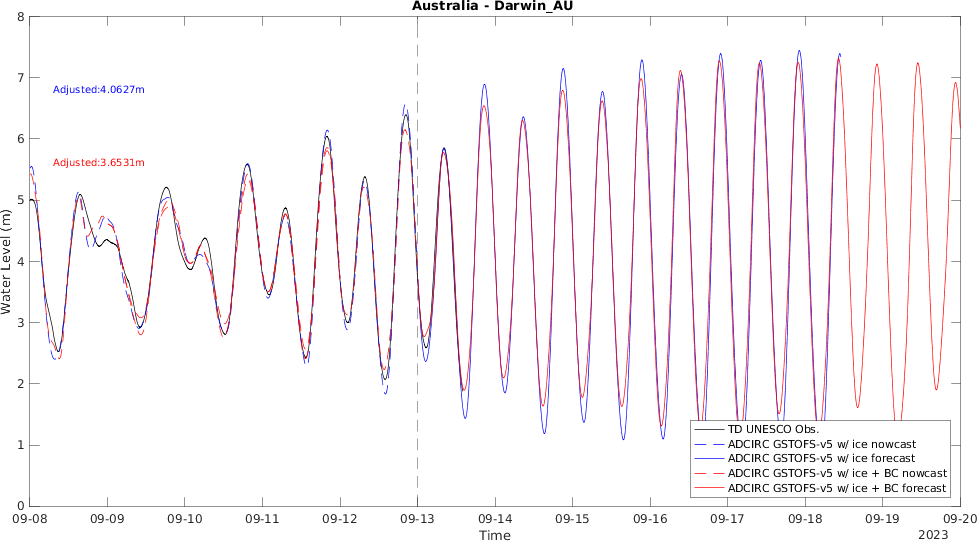 Australia - Darwin_AU
8
7
6
5
4
3
2
1
0
Water Level (m)
Adjusted:4.0627m
Adjusted:3.6531m
TD UNESCO Obs.
ADCIRC GSTOFS-v5 w/ ice nowcast
ADCIRC GSTOFS-v5 w/ ice forecast
ADCIRC GSTOFS-v5 w/ ice + BC nowcast
ADCIRC GSTOFS-v5 w/ ice + BC forecast
09-08 09-09 09-10 09-11 09-12 09-13 09-14 09-15 09-16 09-17 09-18 09-19 09-20
Time
2023